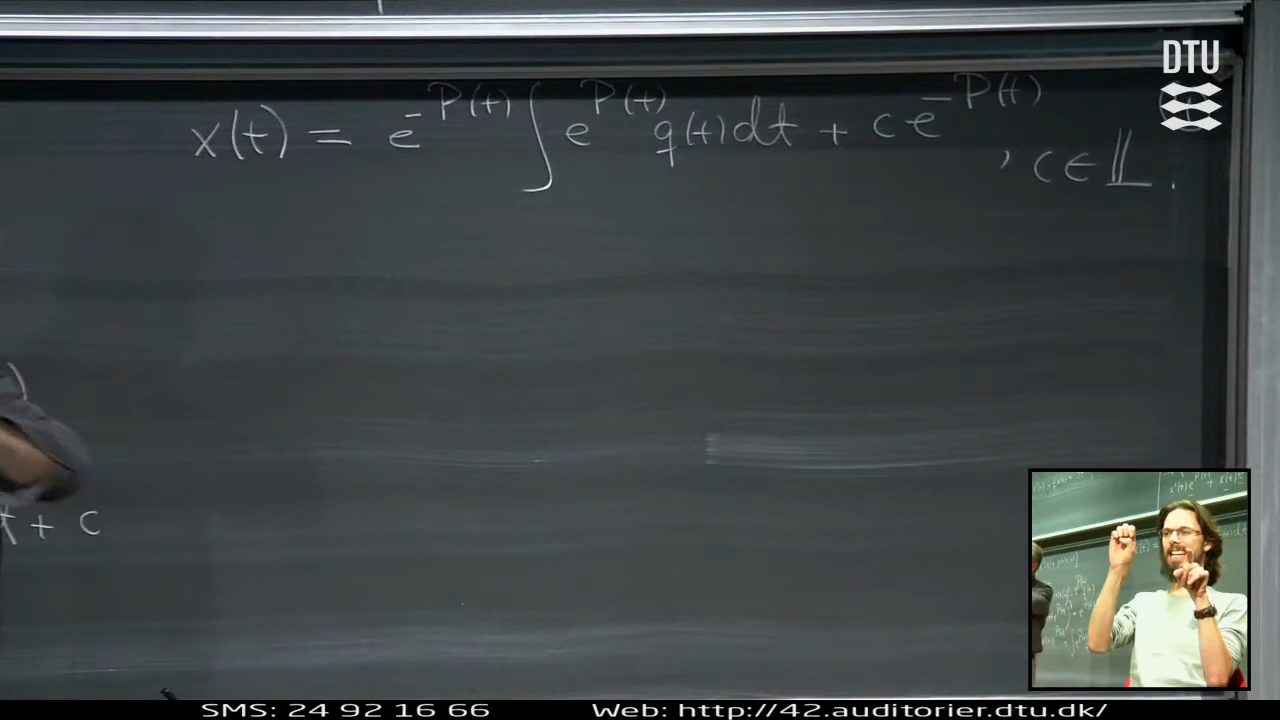 DTU
x(t) = e^{-P(t)} ∫ e^{P(t)} q(t) dt + c e^{-P(t)}, c ∈ 𝕃.
t + c
SMS: 24 92 16 66 Web: http://42.auditorier.dtu.dk/